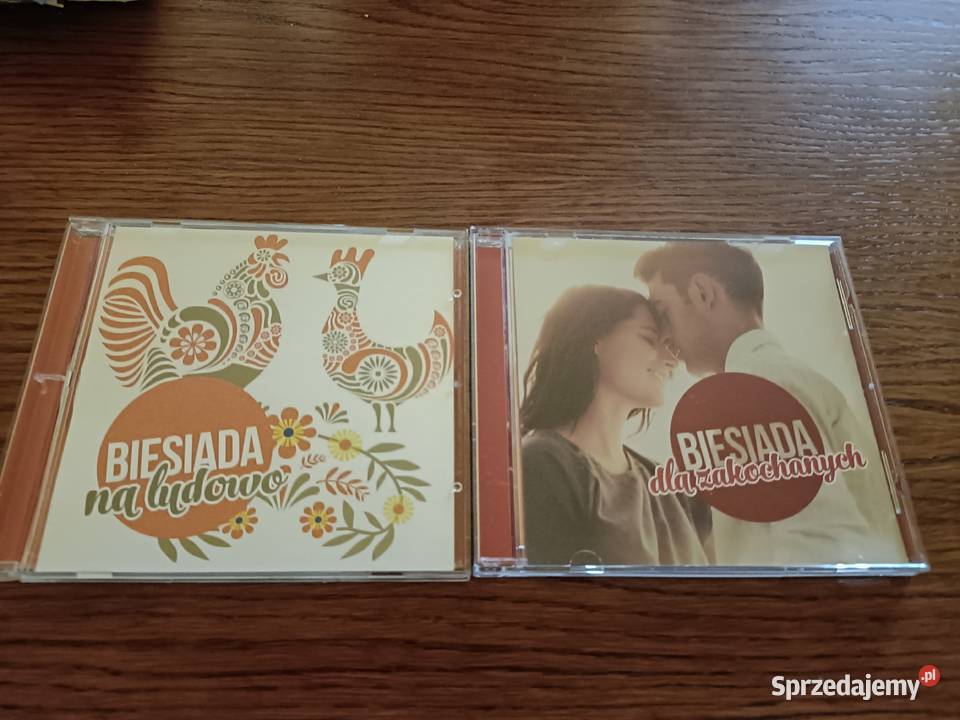 BIESIADA
na ludowo
BIESIADA
dla zakochanych
Sprzedajemy.pl